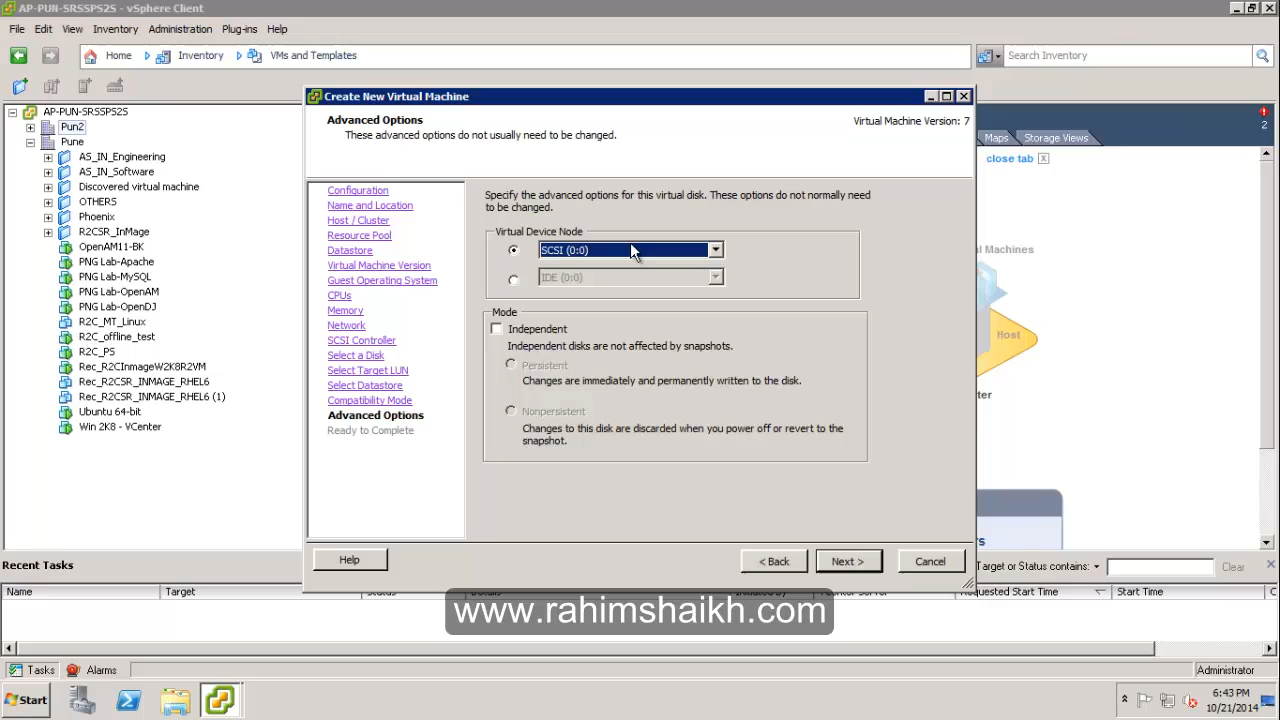 AP-PUN-SRSSPS2S - vSphere Client
File Edit View Inventory Administration Plug-ins Help
Home Inventory VMs and Templates
Search Inventory
AP-PUN-SRSSPS2S
Pun2
Pune
AS_IN_Engineering
AS_IN_Software
Discovered virtual machine
OTHERS
Phoenix
R2CSR_InMage
OpenAM11-BK
PNG Lab-Apache
PNG Lab-MySQL
PNG Lab-OpenAM
PNG Lab-OpenDJ
R2C_MT_Linux
R2C_offline_test
R2C_PS
Rec_R2CInmageW2K8R2VM
Rec_R2CSR_INMAGE_RHEL6
Rec_R2CSR_INMAGE_RHEL6 (1)
Ubuntu 64-bit
Win 2K8 - VCenter
Create New Virtual Machine
Advanced Options
These advanced options do not usually need to be changed.
Virtual Machine Version: 7
Configuration
Name and Location
Host / Cluster
Resource Pool
Datastore
Virtual Machine Version
Guest Operating System
CPUs
Memory
Network
SCSI Controller
Select a Disk
Select Target LUN
Select Datastore
Compatibility Mode
Advanced Options
Ready to Complete
Specify the advanced options for this virtual disk. These options do not normally need
to be changed.
Virtual Device Node
SCSI (0:0)
IDE (0:0)
Mode
Independent
Independent disks are not affected by snapshots.
Persistent
Changes are immediately and permanently written to the disk.
Nonpersistent
Changes to this disk are discarded when you power off or revert to the
snapshot.
Help
< Back
Next >
Cancel
2
Maps Storage Views
close tab X
Machines
Host
Recent Tasks
Target or Status contains:
Clear
Name Target Status Requested Start Time Start Time
www.rahimshaikh.com
Tasks Alarms
Administrator
Start
6:43 PM
10/21/2014